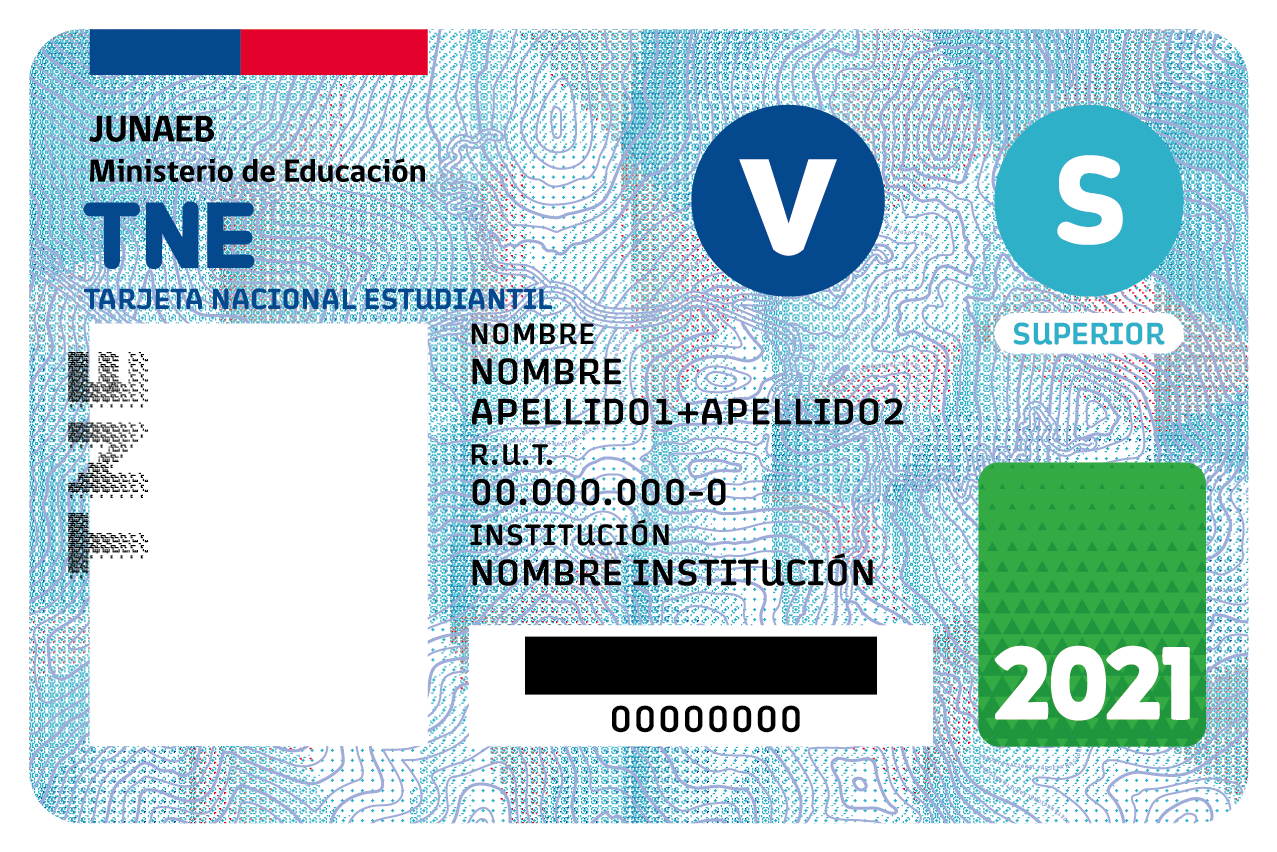 JUNAEB
Ministerio de Educación
TNE
TARJETA NACIONAL ESTUDIANTIL
V
S
SUPERIOR
TNE
NOMBRE
NOMBRE
APELLIDO1+APELLIDO2
R.U.T.
00.000.000-0
INSTITUCIÓN
NOMBRE INSTITUCIÓN
00000000
2021